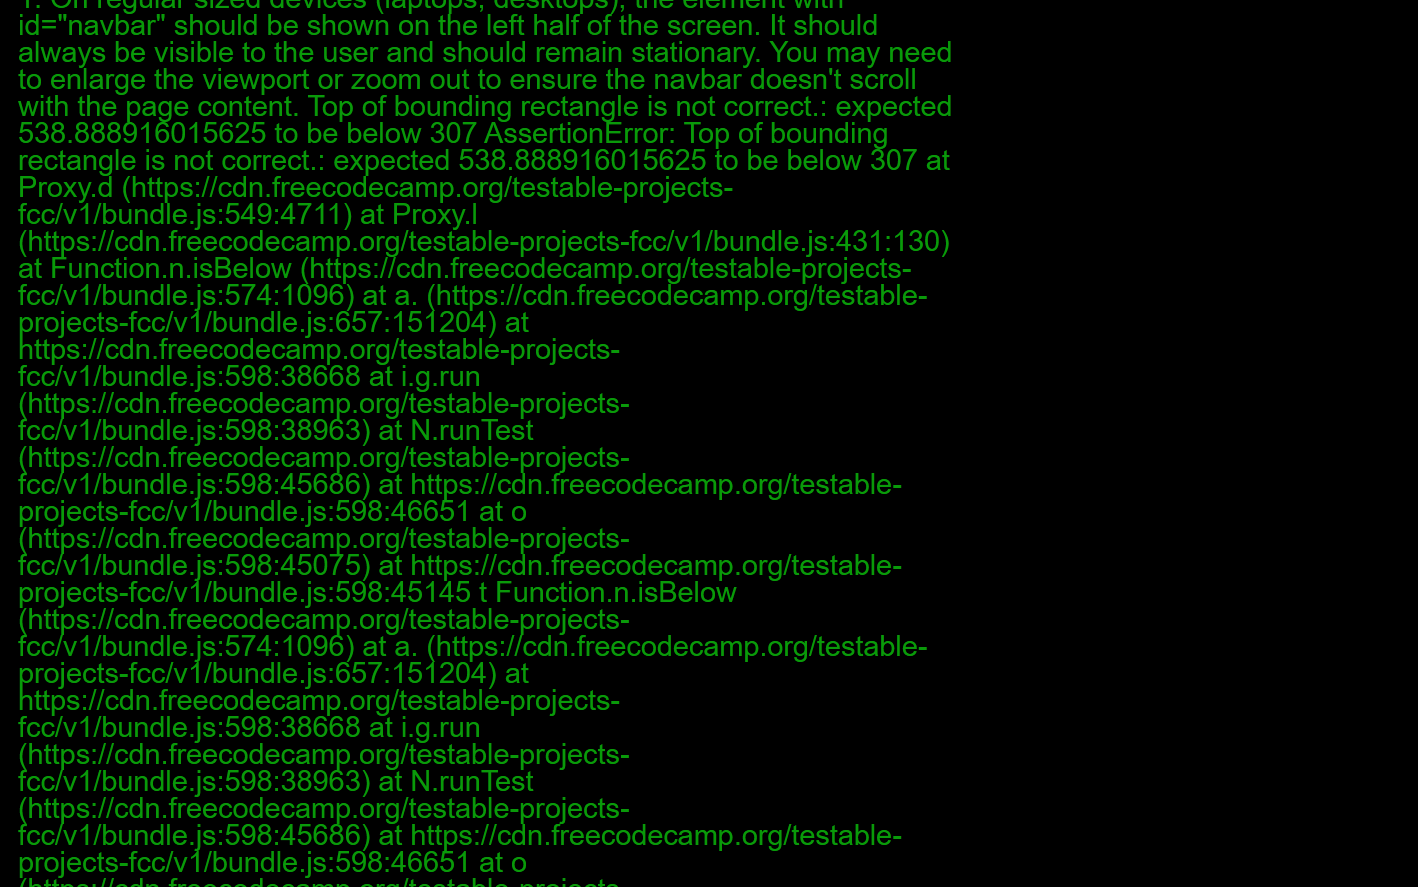 1. On regular sized devices (laptops, desktops), the element with
id="navbar" should be shown on the left half of the screen. It should
always be visible to the user and should remain stationary. You may need
to enlarge the viewport or zoom out to ensure the navbar doesn't scroll
with the page content. Top of bounding rectangle is not correct.: expected
538.888916015625 to be below 307 AssertionError: Top of bounding
rectangle is not correct.: expected 538.888916015625 to be below 307 at
Proxy.d (https://cdn.freecodecamp.org/testable-projects-
fcc/v1/bundle.js:549:4711) at Proxy.l
(https://cdn.freecodecamp.org/testable-projects-fcc/v1/bundle.js:431:130)
at Function.n.isBelow (https://cdn.freecodecamp.org/testable-projects-
fcc/v1/bundle.js:574:1096) at a. (https://cdn.freecodecamp.org/testable-
projects-fcc/v1/bundle.js:657:151204) at
https://cdn.freecodecamp.org/testable-projects-
fcc/v1/bundle.js:598:38668 at i.g.run
(https://cdn.freecodecamp.org/testable-projects-
fcc/v1/bundle.js:598:38963) at N.runTest
(https://cdn.freecodecamp.org/testable-projects-
fcc/v1/bundle.js:598:45686) at https://cdn.freecodecamp.org/testable-
projects-fcc/v1/bundle.js:598:46651 at o
(https://cdn.freecodecamp.org/testable-projects-
fcc/v1/bundle.js:598:45075) at https://cdn.freecodecamp.org/testable-
projects-fcc/v1/bundle.js:598:45145 t Function.n.isBelow
(https://cdn.freecodecamp.org/testable-projects-
fcc/v1/bundle.js:574:1096) at a. (https://cdn.freecodecamp.org/testable-
projects-fcc/v1/bundle.js:657:151204) at
https://cdn.freecodecamp.org/testable-projects-
fcc/v1/bundle.js:598:38668 at i.g.run
(https://cdn.freecodecamp.org/testable-projects-
fcc/v1/bundle.js:598:38963) at N.runTest
(https://cdn.freecodecamp.org/testable-projects-
fcc/v1/bundle.js:598:45686) at https://cdn.freecodecamp.org/testable-
projects-fcc/v1/bundle.js:598:46651 at o
(https://cdn.freecodecamp.org/testable-projects-